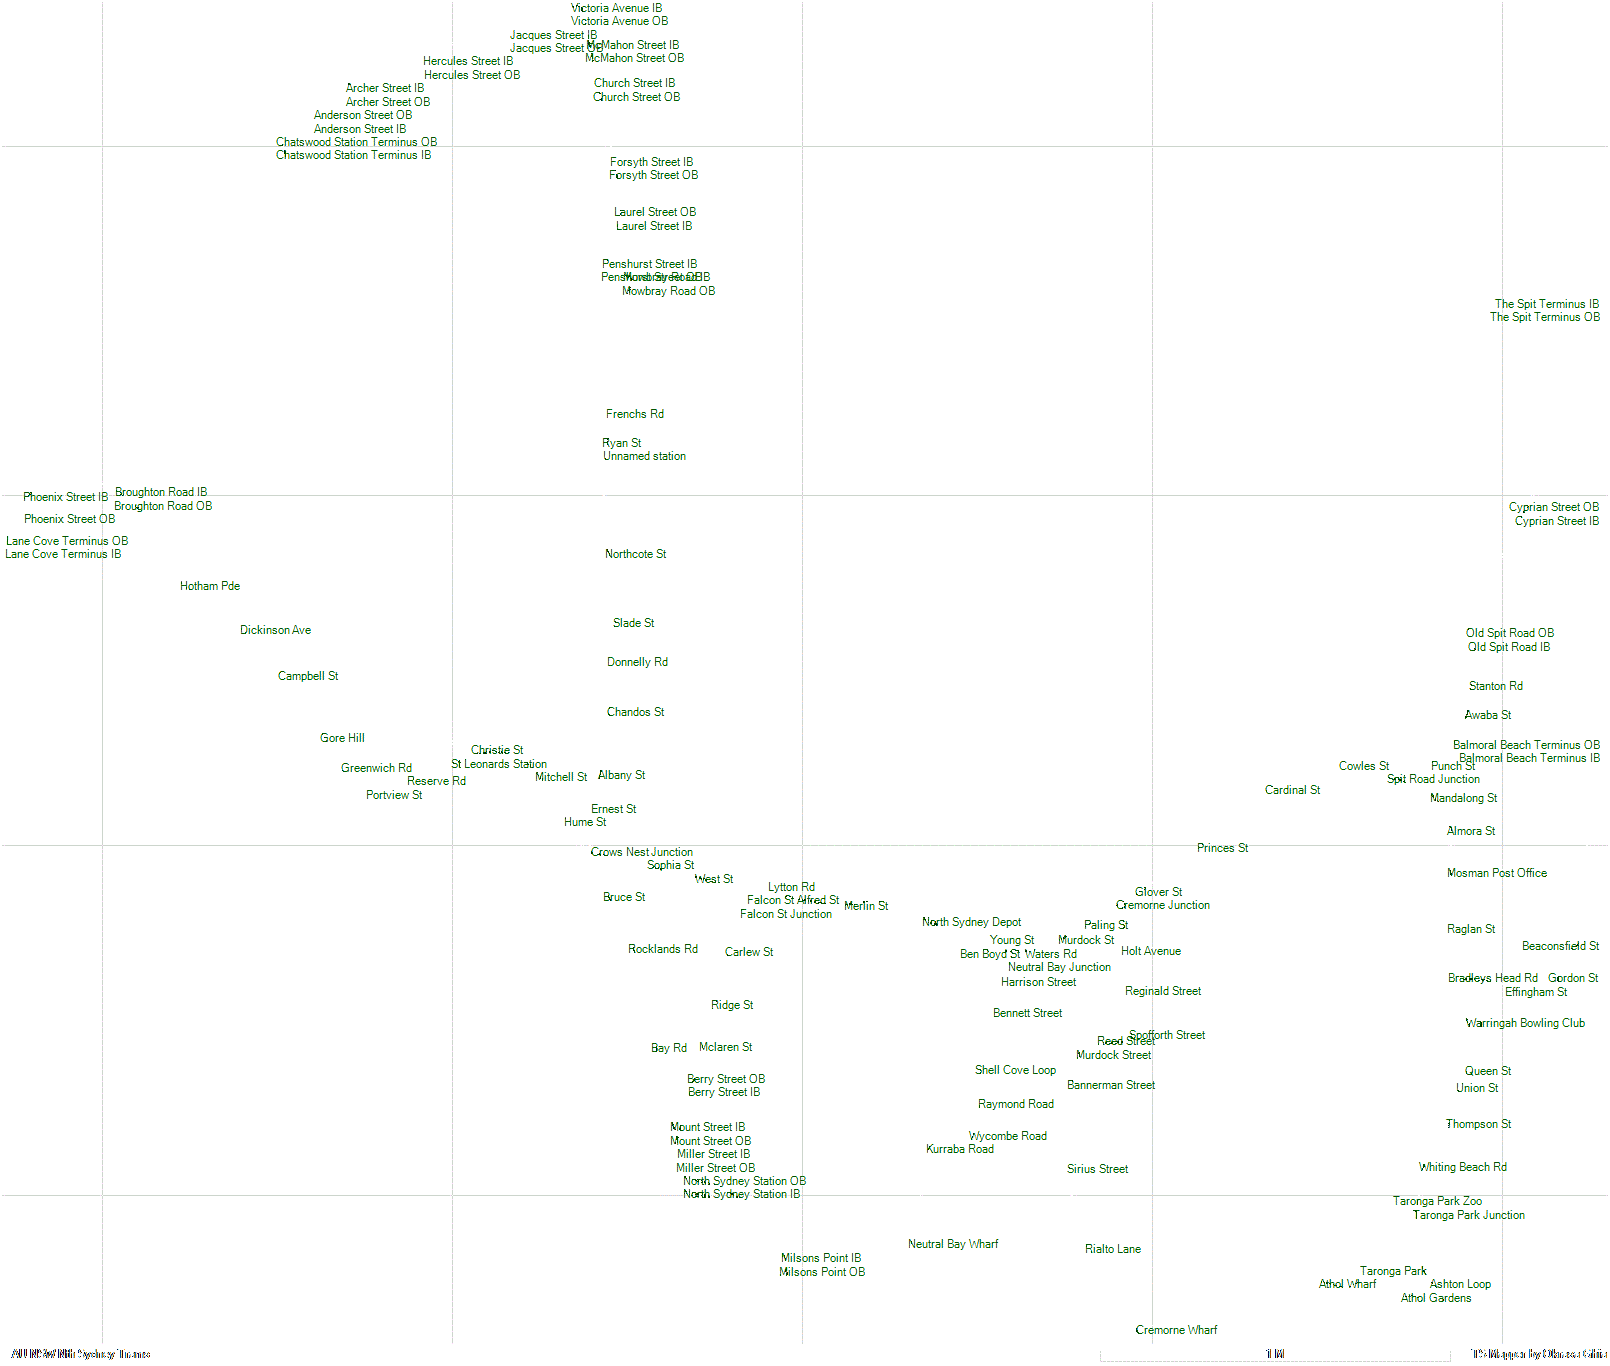 Victoria Avenue IB
Victoria Avenue OB
Jacques Street IB
Jacques Street OB
McMahon Street IB
McMahon Street OB
Hercules Street IB
Hercules Street OB
Church Street IB
Church Street OB
Archer Street IB
Archer Street OB
Anderson Street OB
Anderson Street IB
Chatswood Station Terminus OB
Chatswood Station Terminus IB
Forsyth Street IB
Forsyth Street OB
Laurel Street OB
Laurel Street IB
Penshurst Street IB
Penshurst Street OB
Mowbray Road IB
Mowbray Road OB
The Spit Terminus IB
The Spit Terminus OB
Frenchs Rd
Ryan St
Unnamed station
Phoenix Street IB
Broughton Road IB
Broughton Road OB
Phoenix Street OB
Cyprian Street OB
Cyprian Street IB
Lane Cove Terminus OB
Lane Cove Terminus IB
Northcote St
Hotham Pde
Dickinson Ave
Slade St
Old Spit Road OB
Old Spit Road IB
Donnelly Rd
Campbell St
Stanton Rd
Chandos St
Awaba St
Gore Hill
Christie St
Balmoral Beach Terminus OB
Balmoral Beach Terminus IB
St Leonards Station
Greenwich Rd
Cowles St
Punch St
Reserve Rd
Mitchell St
Albany St
Spit Road Junction
Portview St
Cardinal St
Mandalong St
Ernest St
Hume St
Almora St
Crows Nest Junction
Princes St
Sophia St
West St
Mosman Post Office
Lytton Rd
Bruce St
Falcon St
Alfred St
Merlin St
Glover St
Cremorne Junction
Falcon St Junction
North Sydney Depot
Paling St
Raglan St
Young St
Murdock St
Beaconsfield St
Rocklands Rd
Carlew St
Ben Boyd St
Waters Rd
Holt Avenue
Neutral Bay Junction
Harrison Street
Bradleys Head Rd
Gordon St
Reginald Street
Effingham St
Ridge St
Bennett Street
Warringah Bowling Club
Spofforth Street
Reed Street
Bay Rd
Mclaren St
Murdock Street
Shell Cove Loop
Queen St
Berry Street OB
Berry Street IB
Bannerman Street
Union St
Raymond Road
Mount Street IB
Mount Street OB
Thompson St
Wycombe Road
Kurraba Road
Miller Street IB
Miller Street OB
Sirius Street
Whiting Beach Rd
North Sydney Station OB
North Sydney Station IB
Taronga Park Zoo
Taronga Park Junction
Neutral Bay Wharf
Rialto Lane
Milsons Point IB
Milsons Point OB
Taronga Park
Athol Wharf
Ashton Loop
Athol Gardens
Cremorne Wharf
AU NSW Nth Sydney Trams
1 M